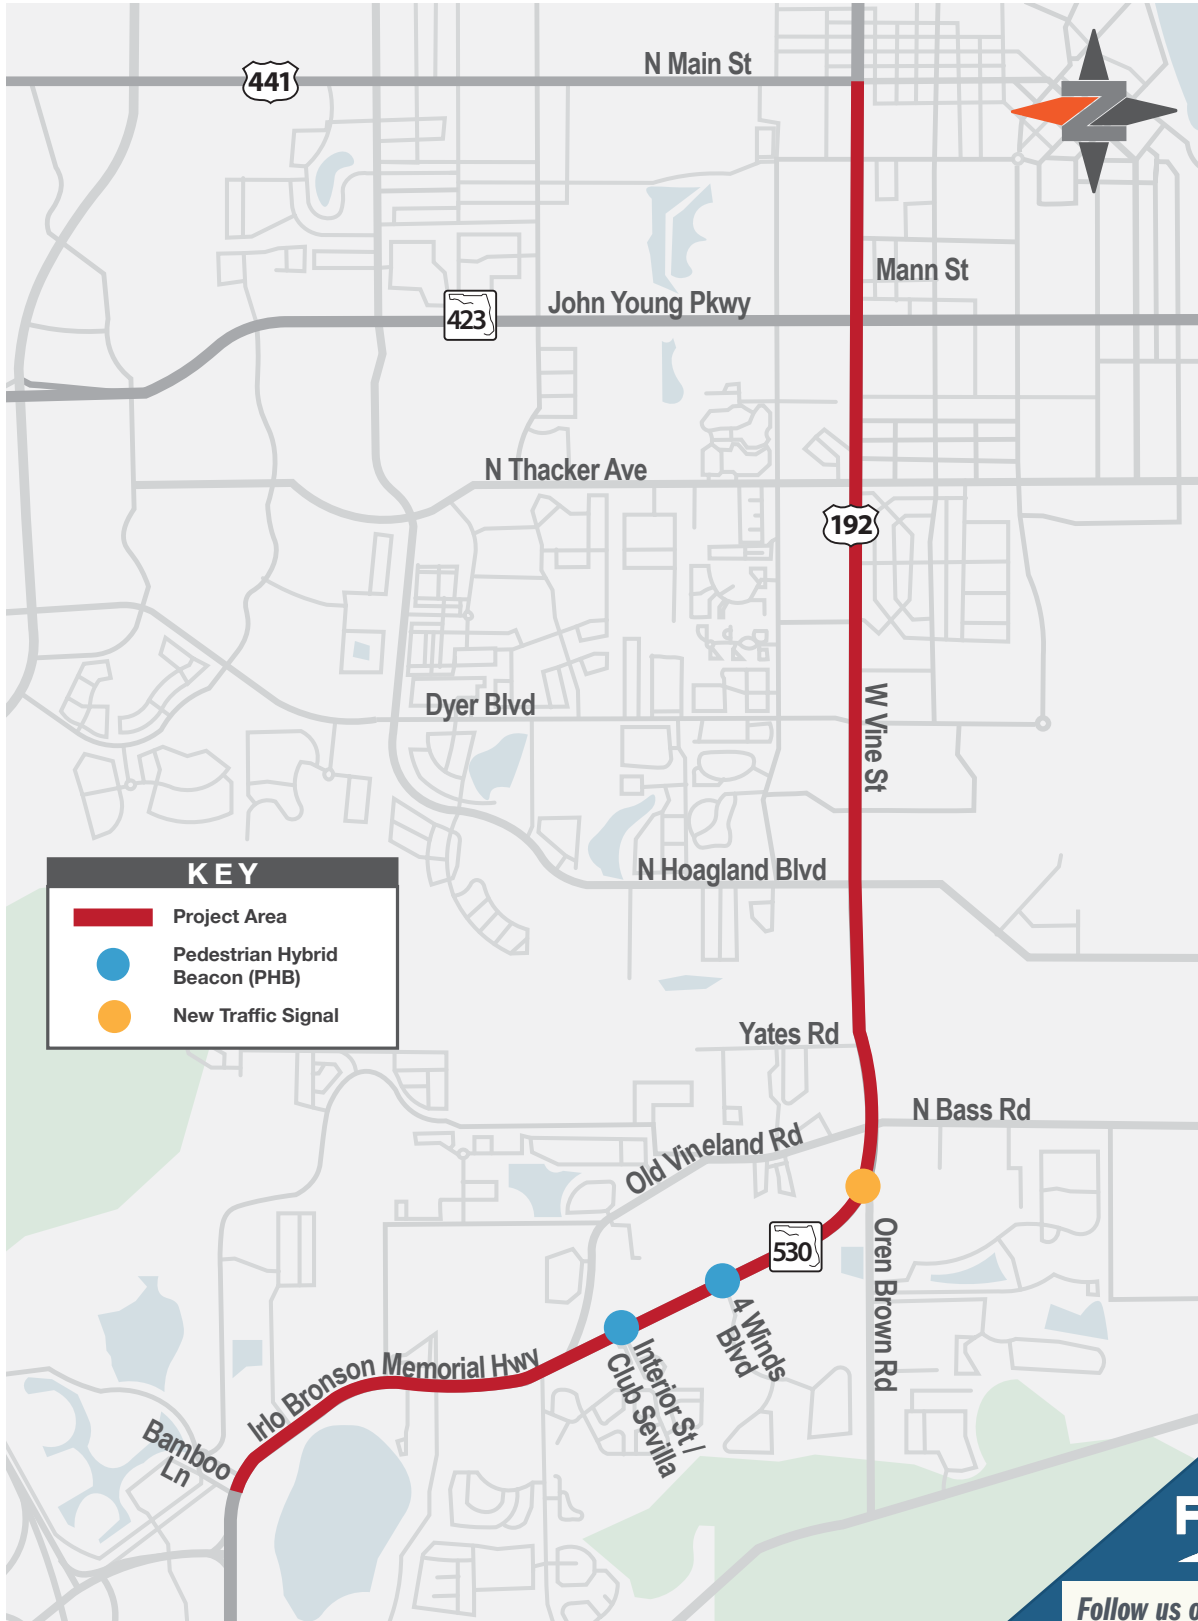 N Main St
441
Z
Mann St
John Young Pkwy
423
N Thacker Ave
192
Dyer Blvd
W Vine St
N Hoagland Blvd
KEY
Project Area
Pedestrian Hybrid
Beacon (PHB)
New Traffic Signal
Yates Rd
N Bass Rd
Old Vineland Rd
530
Oren Brown Rd
4 Winds
Blvd
Interior St /
Club Sevilla
Irlo Bronson Memorial Hwy
Bamboo
Ln
F
Follow us o